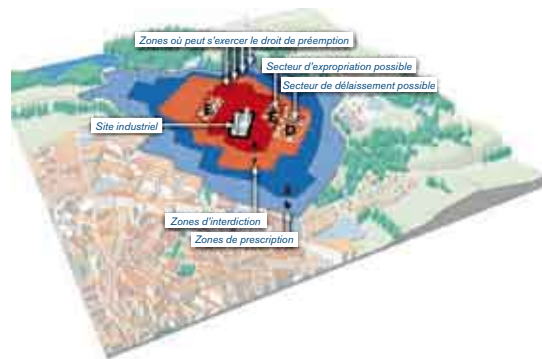 Zones où peut s'exercer le droit de préemption
Secteur d'expropriation possible
Secteur de délaissement possible
E
E
D
Site industriel
Zones d'interdiction
Zones de prescription